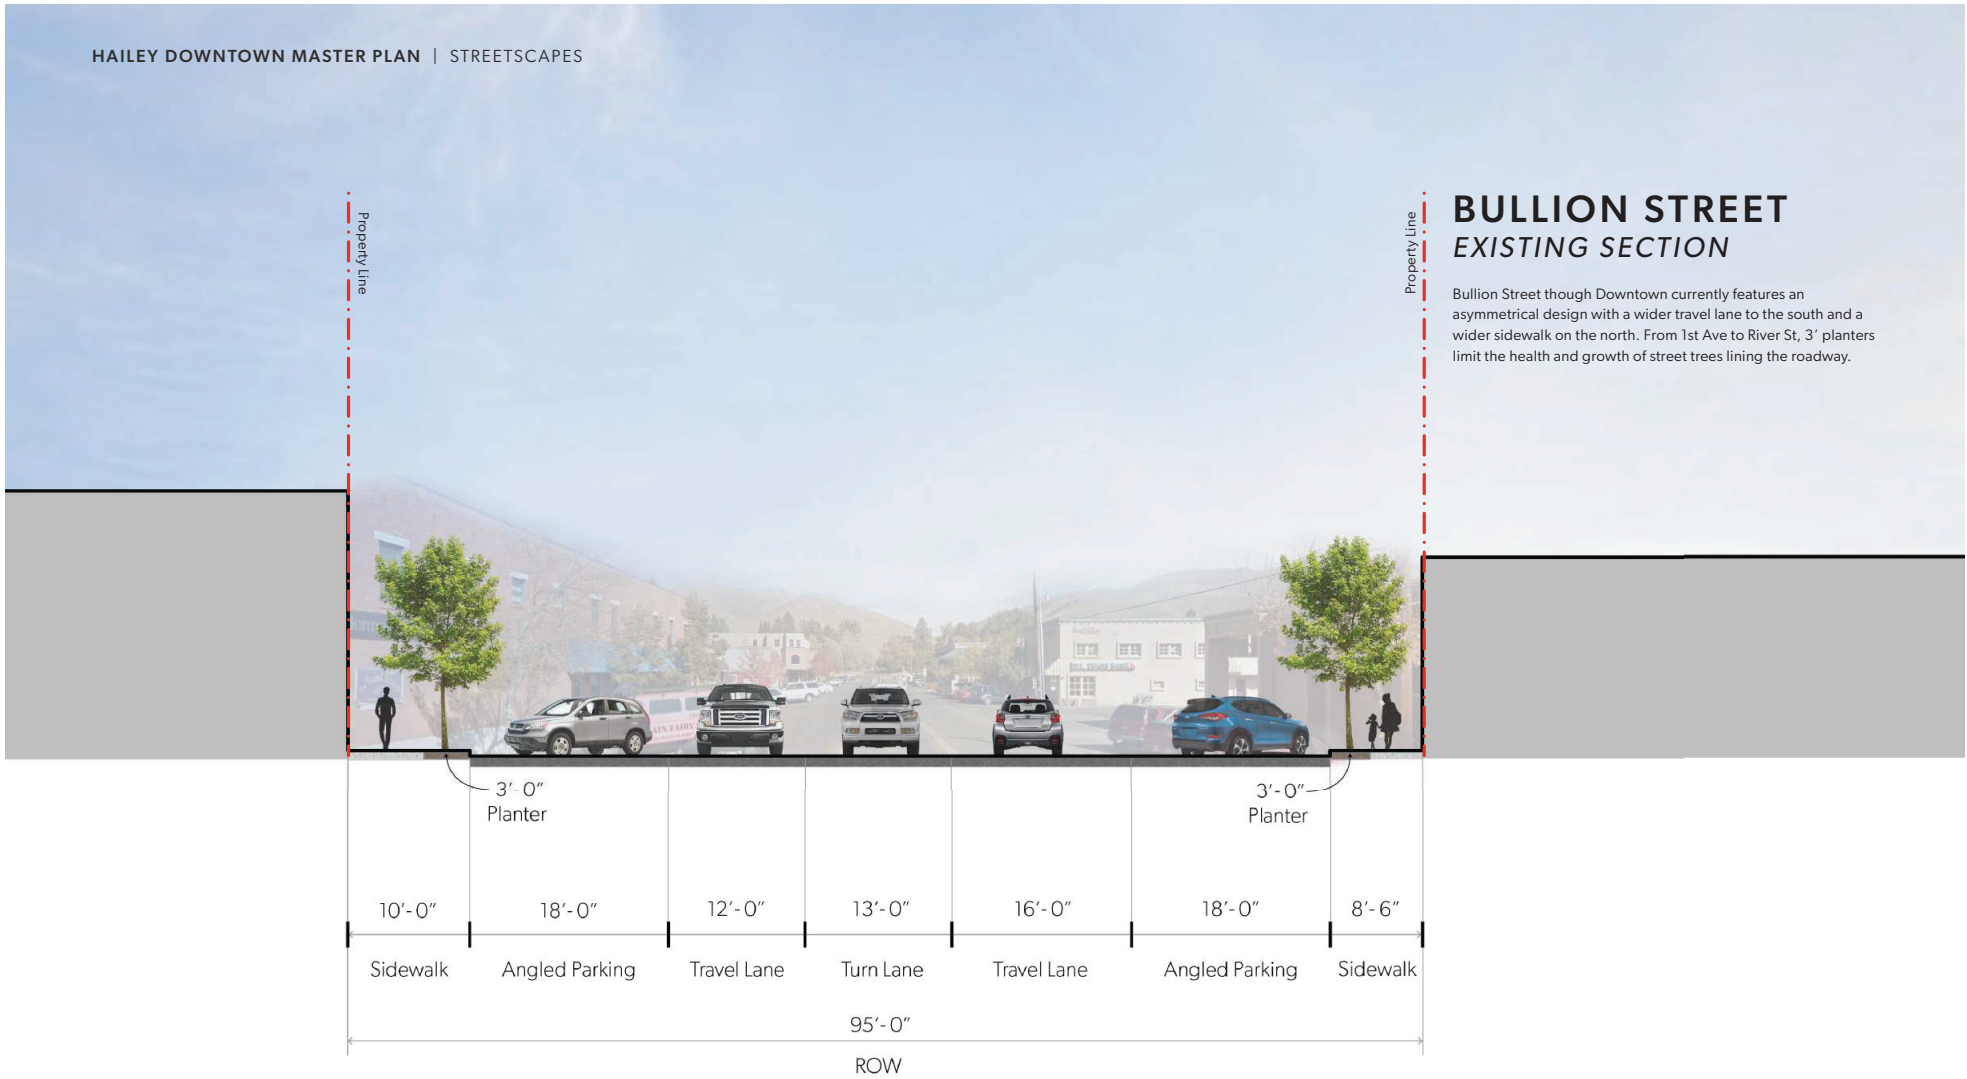 HAILEY DOWNTOWN MASTER PLAN | STREETSCAPES
Property Line
Property Line
BULLION STREET
EXISTING SECTION
Bullion Street though Downtown currently features an
asymmetrical design with a wider travel lane to the south and a
wider sidewalk on the north. From 1st Ave to River St, 3’ planters
limit the health and growth of street trees lining the roadway.
3’-0”
Planter
3’-0”
Planter
10’-0” 18’-0” 12’-0” 13’-0” 16’-0” 18’-0” 8’-6”
Sidewalk Angled Parking Travel Lane Turn Lane Travel Lane Angled Parking Sidewalk
95’-0”
ROW